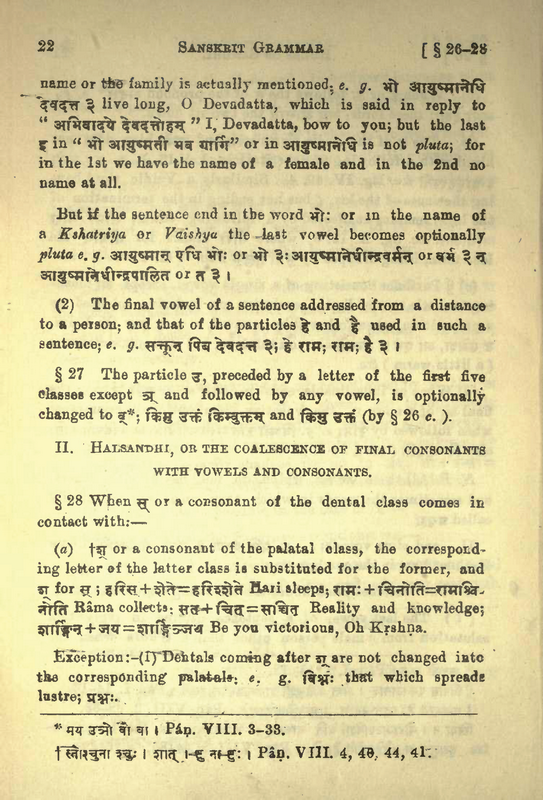 22 SANSKRIT GRAMMAR [ § 26-28
name or the family is actually mentioned; e. g. भो आयुष्मानेधि
देवदत्त ३ live long, O Devadatta, which is said in reply to
“ अभिवादये देवदत्तोहम् ” I, Devadatta, bow to you; but the last
इ in “ भो आयुष्मती भव गार्गि” or in आयुष्मानेधि is not pluta; for
in the 1st we have the name of a female and in the 2nd no
name at all.
But if the sentence end in the word भोः or in the name of
a Kshatriya or Vaishya the last vowel becomes optionally
pluta e. g. आयुष्मान् एधि भोः or भो ३ः आयुष्मानेधीन्द्रवर्मन् or वर्म ३ न्
आयुष्मानेधीन्द्रपालित or त ३ ।
(2) The final vowel of a sentence addressed from a distance
to a person; and that of the particles हे and है used in such a
sentence; e. g. सक्तून् पिब देवदत्त ३; हे राम; राम; है ३ ।
§ 27 The particle उ, preceded by a letter of the first five
classes except ञ् and followed by any vowel, is optionally
changed to व्*; किमु उक्तं किम्वुक्तम् and किमु उक्तं (by § 26 c. ).
II. HALSANDHI, OR THE COALESCENCE OF FINAL CONSONANTS
WITH VOWELS AND CONSONANTS.
§ 28 When स् or a consonant of the dental class comes in
contact with:—
(a) †श् or a consonant of the palatal class, the correspond-
ing letter of the latter class is substituted for the former, and
श् for स् ; हरिस्+शेते=हरिश्शेते Hari sleeps; रामः+चिनोति=रामश्चि-
नोति Râma collects; सत्+चित्=सच्चित् Reality and knowledge;
शार्ङ्गिन्+जय=शार्ङ्गिञ्जय Be you victorious, Oh Kṛshṇa.
Exception:-(1) Dentals coming after श् are not changed into
the corresponding palatals; e. g. विश्नः that which spreads
lustre; प्रश्नः.
* मय उञो वो वा । Páṇ. VIII. 3-33.
† स्तोःश्चुना श्चुः । शात् । ष्टुना ष्टुः । Pâṇ. VIII. 4, 40, 44, 41.